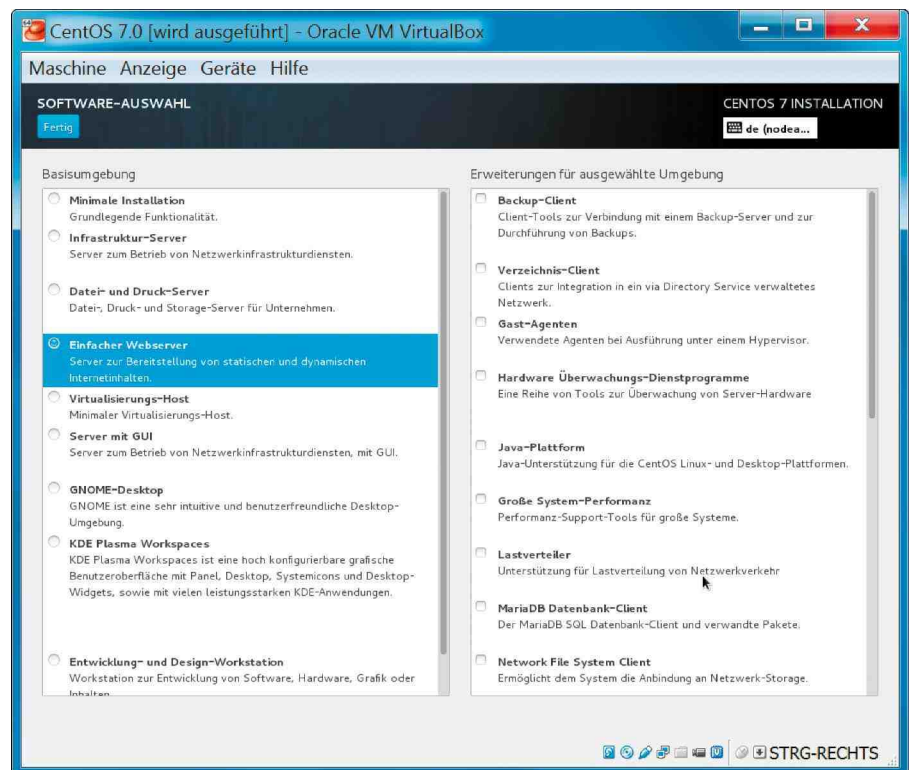 CentOS 7.0 [wird ausgeführt] - Oracle VM VirtualBox
Maschine Anzeige Geräte Hilfe
SOFTWARE-AUSWAHL
Fertig
CENTOS 7 INSTALLATION
de (nodea...
Basisumgebung
Minimale Installation
Grundlegende Funktionalität.
Infrastruktur-Server
Server zum Betrieb von Netzwerkinfrastrukturdiensten.
Datei- und Druck-Server
Datei-, Druck- und Storage-Server für Unternehmen.
Einfacher Webserver
Server zur Bereitstellung von statischen und dynamischen
Internetinhalten.
Virtualisierungs-Host
Minimaler Virtualisierungs-Host.
Server mit GUI
Server zum Betrieb von Netzwerkinfrastrukturdiensten, mit GUI.
GNOME-Desktop
GNOME ist eine sehr intuitive und benutzerfreundliche Desktop-
Umgebung.
KDE Plasma Workspaces
KDE Plasma Workspaces ist eine hoch konfigurierbare grafische
Benutzeroberfläche mit Panel, Desktop, Systemicons und Desktop-
Widgets, sowie mit vielen leistungsstarken KDE-Anwendungen.
Entwicklung- und Design-Workstation
Workstation zur Entwicklung von Software, Hardware, Grafik oder
Inhalten.
Erweiterungen für ausgewählte Umgebung
Backup-Client
Client-Tools zur Verbindung mit einem Backup-Server und zur
Durchführung von Backups.
Verzeichnis-Client
Clients zur Integration in ein via Directory Service verwaltetes
Netzwerk.
Gast-Agenten
Verwendete Agenten bei Ausführung unter einem Hypervisor.
Hardware Überwachungs-Dienstprogramme
Eine Reihe von Tools zur Überwachung von Server-Hardware
Java-Plattform
Java-Unterstützung für die CentOS Linux- und Desktop-Plattformen.
Große System-Performanz
Performanz-Support-Tools für große Systeme.
Lastverteiler
Unterstützung für Lastverteilung von Netzwerkverkehr
MariaDB Datenbank-Client
Der MariaDB SQL Datenbank-Client und verwandte Pakete.
Network File System Client
Ermöglicht dem System die Anbindung an Netzwerk-Storage.
STRG-RECHTS